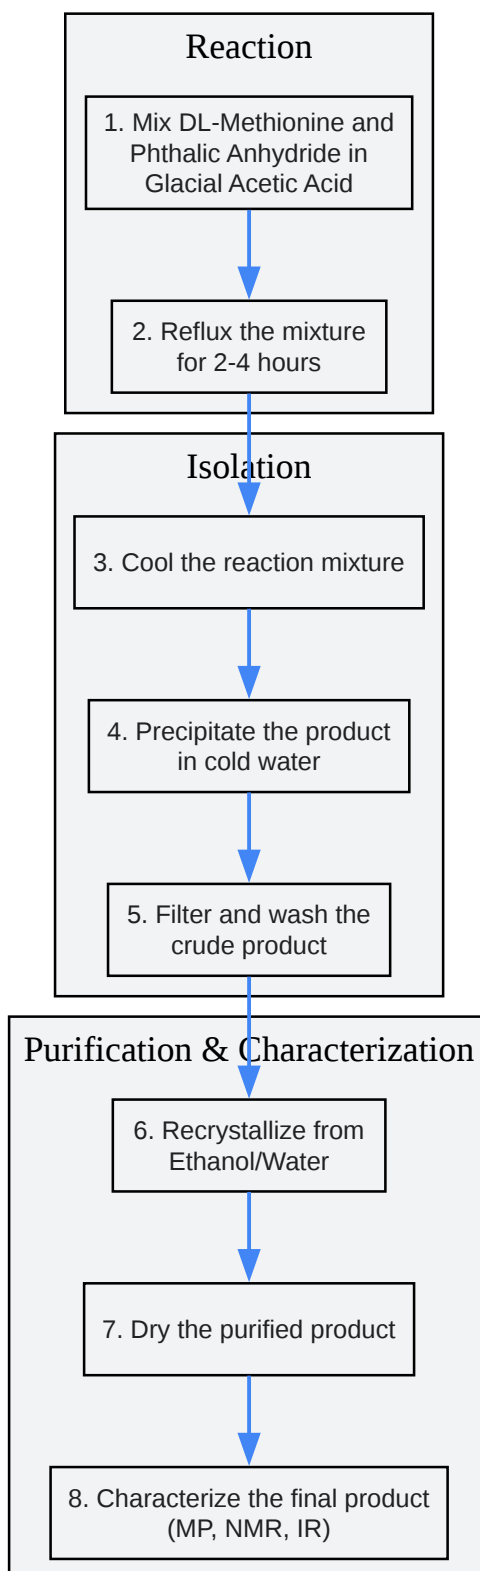 Reaction
1. Mix DL-Methionine and
Phthalic Anhydride in
Glacial Acetic Acid
2. Reflux the mixture
for 2-4 hours
Isolation
3. Cool the reaction mixture
4. Precipitate the product
in cold water
5. Filter and wash the
crude product
Purification & Characterization
6. Recrystallize from
Ethanol/Water
7. Dry the purified product
8. Characterize the final product
(MP, NMR, IR)